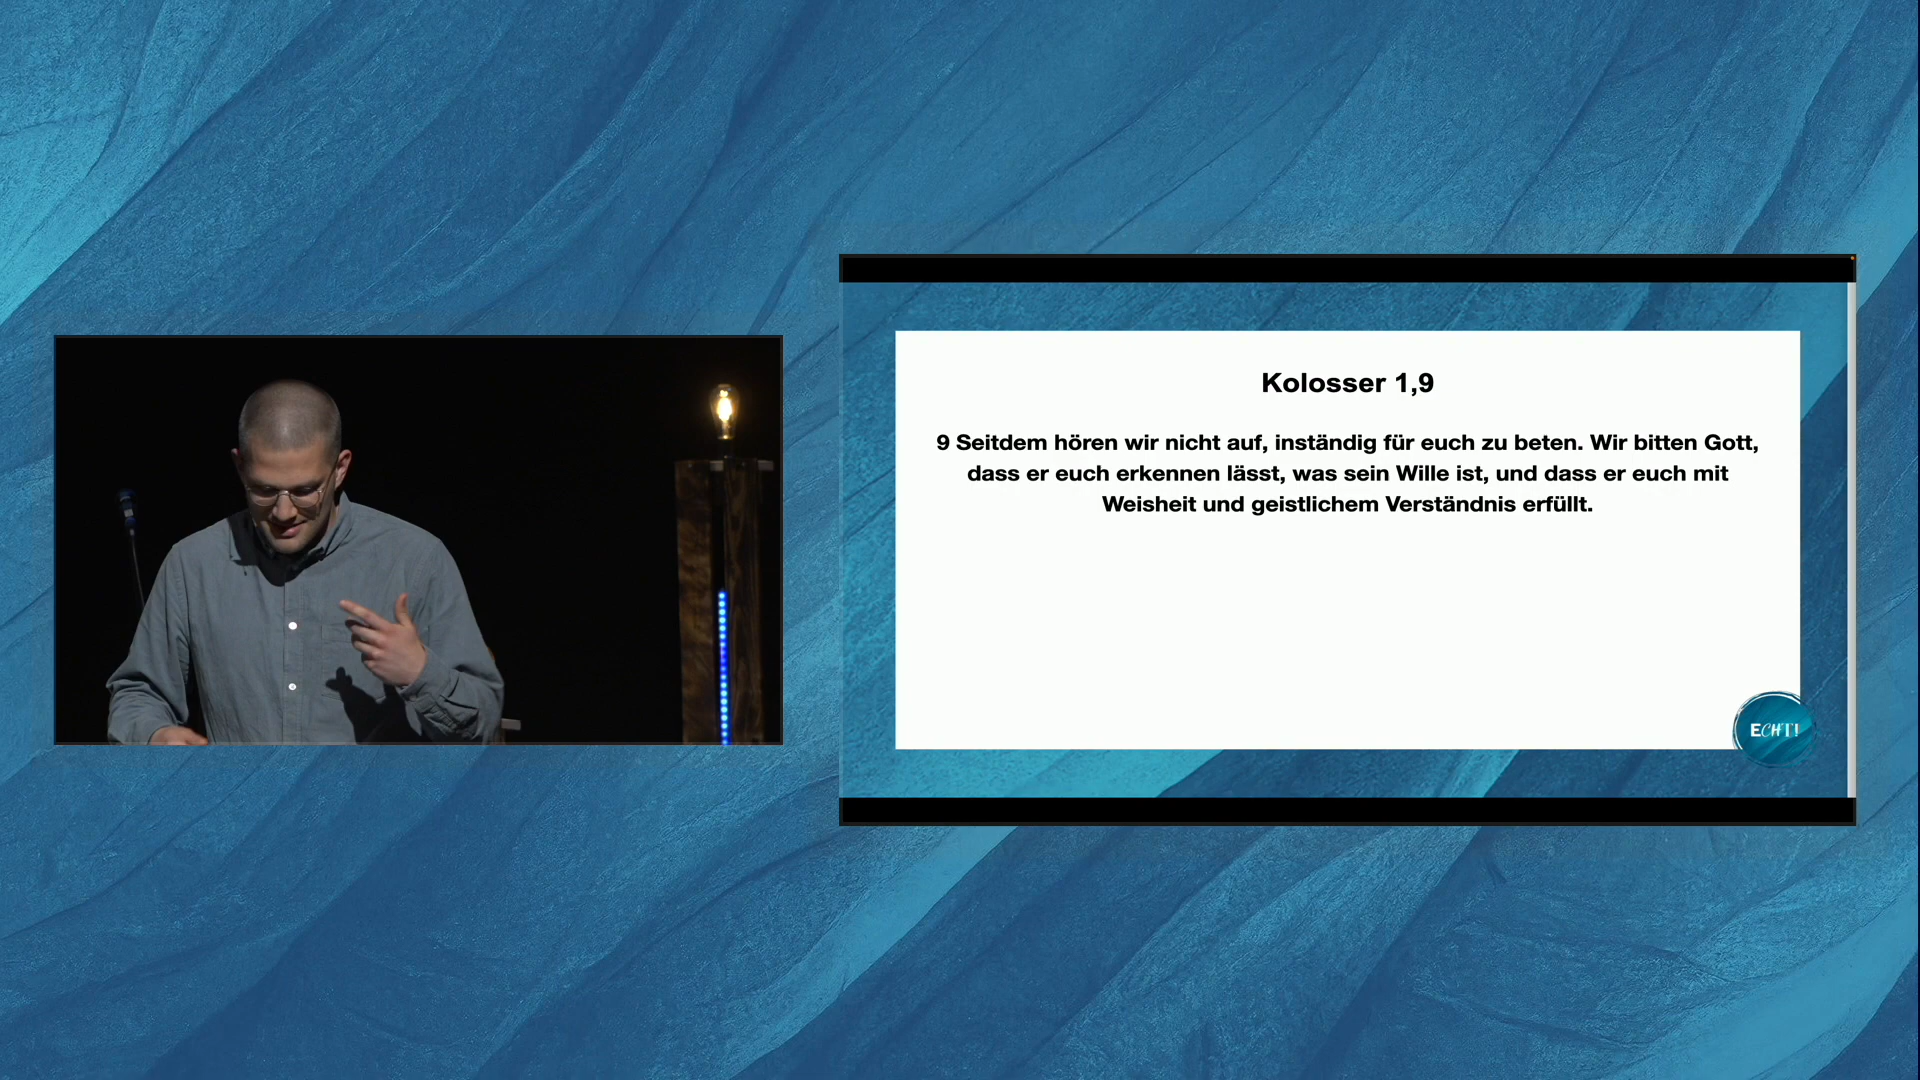 Kolosser 1,9
9 Seitdem hören wir nicht auf, inständig für euch zu beten. Wir bitten Gott,
dass er euch erkennen lässt, was sein Wille ist, und dass er euch mit
Weisheit und geistlichem Verständnis erfüllt.
ECHT!